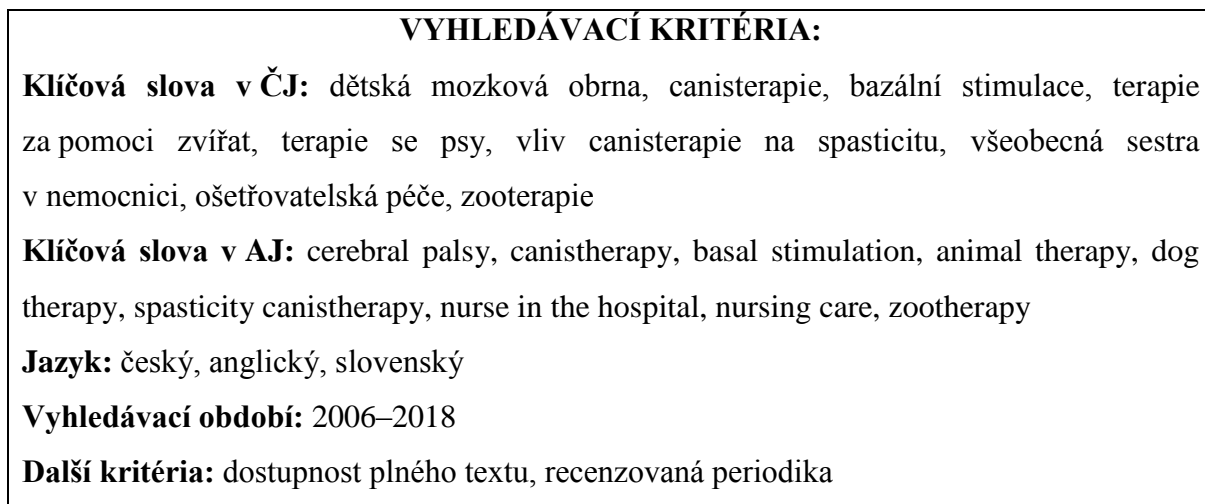 VYHLEDÁVACÍ KRITÉRIA:
Klíčová slova v ČJ: dětská mozková obrna, canisterapie, bazální stimulace, terapie
za pomoci zvířat, terapie se psy, vliv canisterapie na spasticitu, všeobecná sestra
v nemocnici, ošetřovatelská péče, zooterapie
Klíčová slova v AJ: cerebral palsy, canistherapy, basal stimulation, animal therapy, dog
therapy, spasticity canistherapy, nurse in the hospital, nursing care, zootherapy
Jazyk: český, anglický, slovenský
Vyhledávací období: 2006–2018
Další kritéria: dostupnost plného textu, recenzovaná periodika